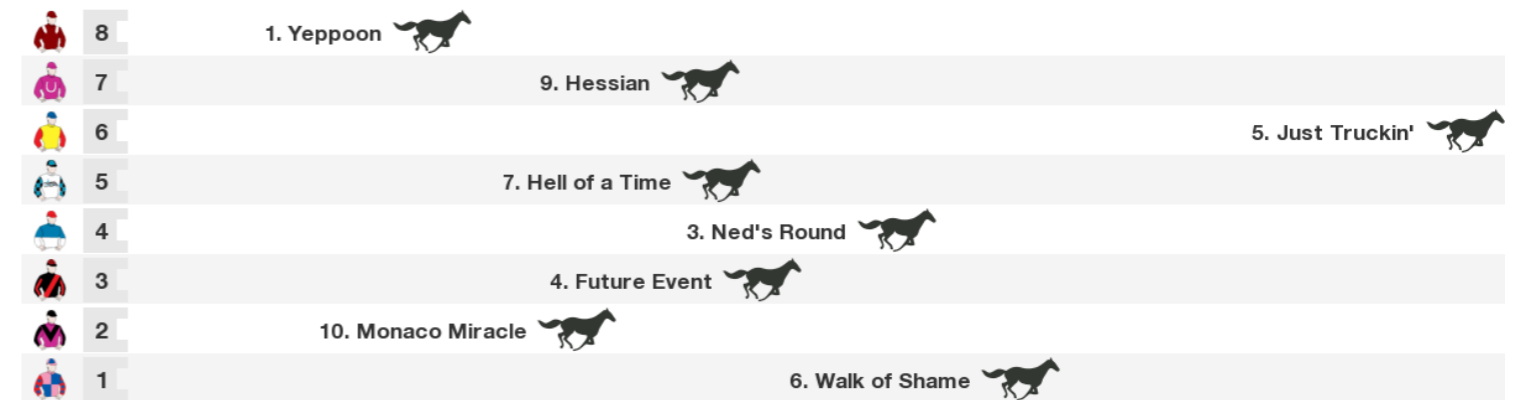 8 1. Yeppoon
7 9. Hessian
6 5. Just Truckin'
5 7. Hell of a Time
4 3. Ned's Round
3 4. Future Event
2 10. Monaco Miracle
1 6. Walk of Shame